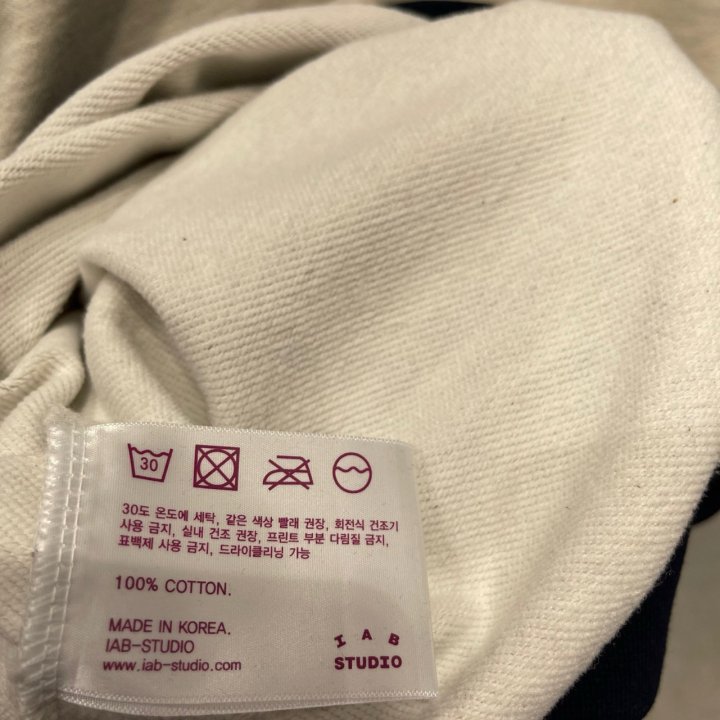 30
30도 온도에 세탁, 같은 색상 빨래 권장, 회전식 건조기
사용 금지, 실내 건조 권장, 프린트 부분 다림질 금지,
표백제 사용 금지, 드라이클리닝 가능
100% COTTON.
MADE IN KOREA.
IAB-STUDIO
www.iab-studio.com
IAB
STUDIO